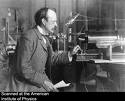 Scanned at the American
Institute of Physics